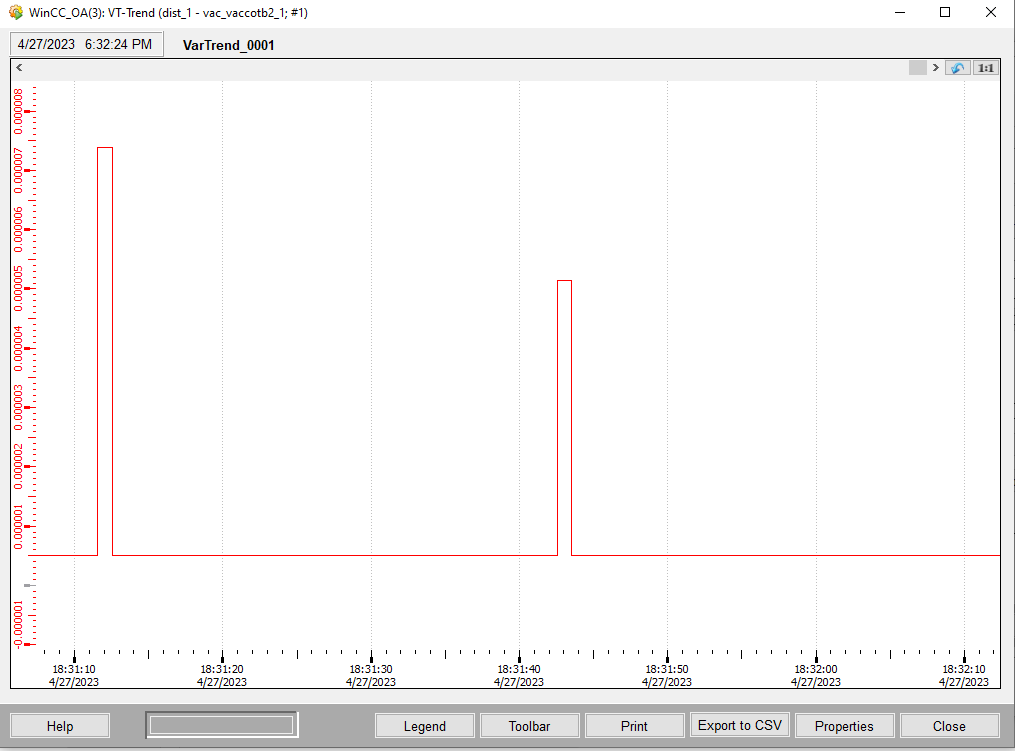 WinCC_OA(3): VT-Trend (dist_1 - vac_vaccotb2_1; #1)
4/27/2023 6:32:24 PM VarTrend_0001
1:1
0.000008
0.000007
0.000006
0.000005
0.000004
0.000003
0.000002
0.000001
-0.000001
18:31:10 18:31:20 18:31:30 18:31:40 18:31:50 18:32:00 18:32:10
4/27/2023 4/27/2023 4/27/2023 4/27/2023 4/27/2023 4/27/2023 4/27/2023
Help Legend Toolbar Print Export to CSV Properties Close